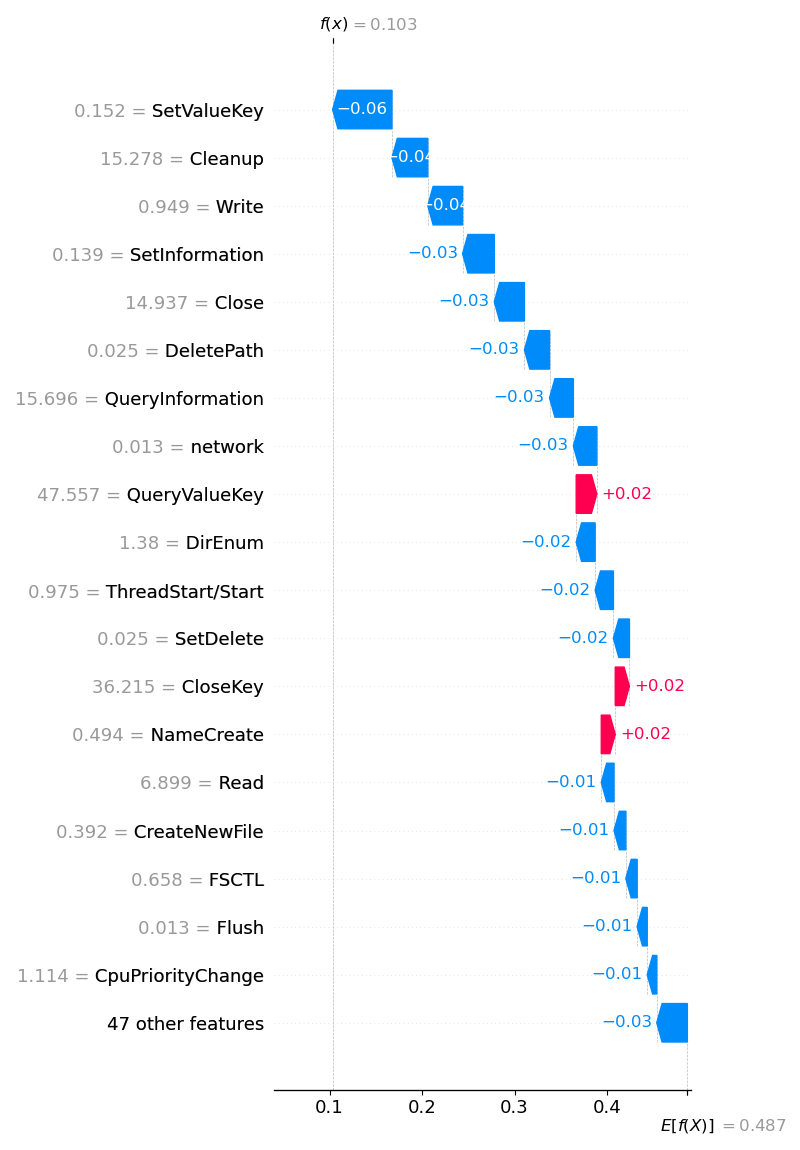 f(x) = 0.103
0.152 = SetValueKey −0.06
15.278 = Cleanup −0.04
0.949 = Write −0.04
0.139 = SetInformation −0.03
14.937 = Close −0.03
0.025 = DeletePath −0.03
15.696 = QueryInformation −0.03
0.013 = network −0.03
47.557 = QueryValueKey +0.02
1.38 = DirEnum −0.02
0.975 = ThreadStart/Start −0.02
0.025 = SetDelete −0.02
36.215 = CloseKey +0.02
0.494 = NameCreate +0.02
6.899 = Read −0.01
0.392 = CreateNewFile −0.01
0.658 = FSCTL −0.01
0.013 = Flush −0.01
1.114 = CpuPriorityChange −0.01
47 other features −0.03
0.1 0.2 0.3 0.4
E[f(X)] = 0.487